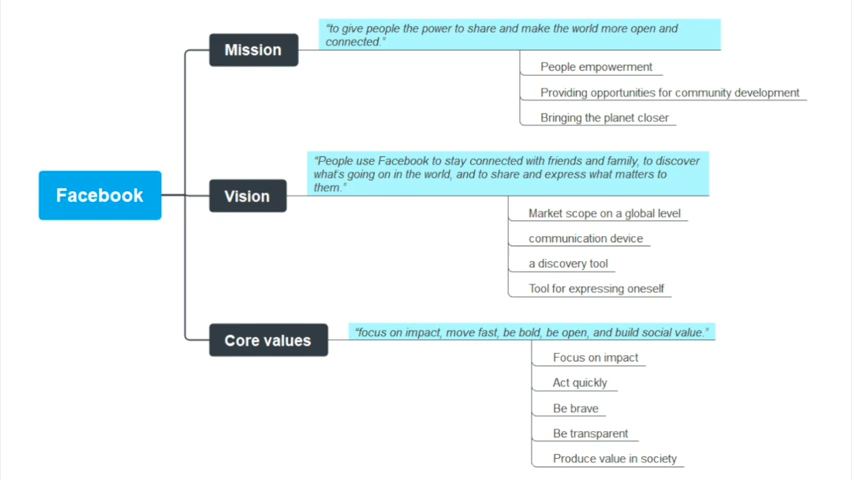 Facebook
Mission
"to give people the power to share and make the world more open and
connected."
People empowerment
Providing opportunities for community development
Bringing the planet closer
Vision
"People use Facebook to stay connected with friends and family, to discover
what's going on in the world, and to share and express what matters to
them."
Market scope on a global level
communication device
a discovery tool
Tool for expressing oneself
Core values
"focus on impact, move fast, be bold, be open, and build social value."
Focus on impact
Act quickly
Be brave
Be transparent
Produce value in society